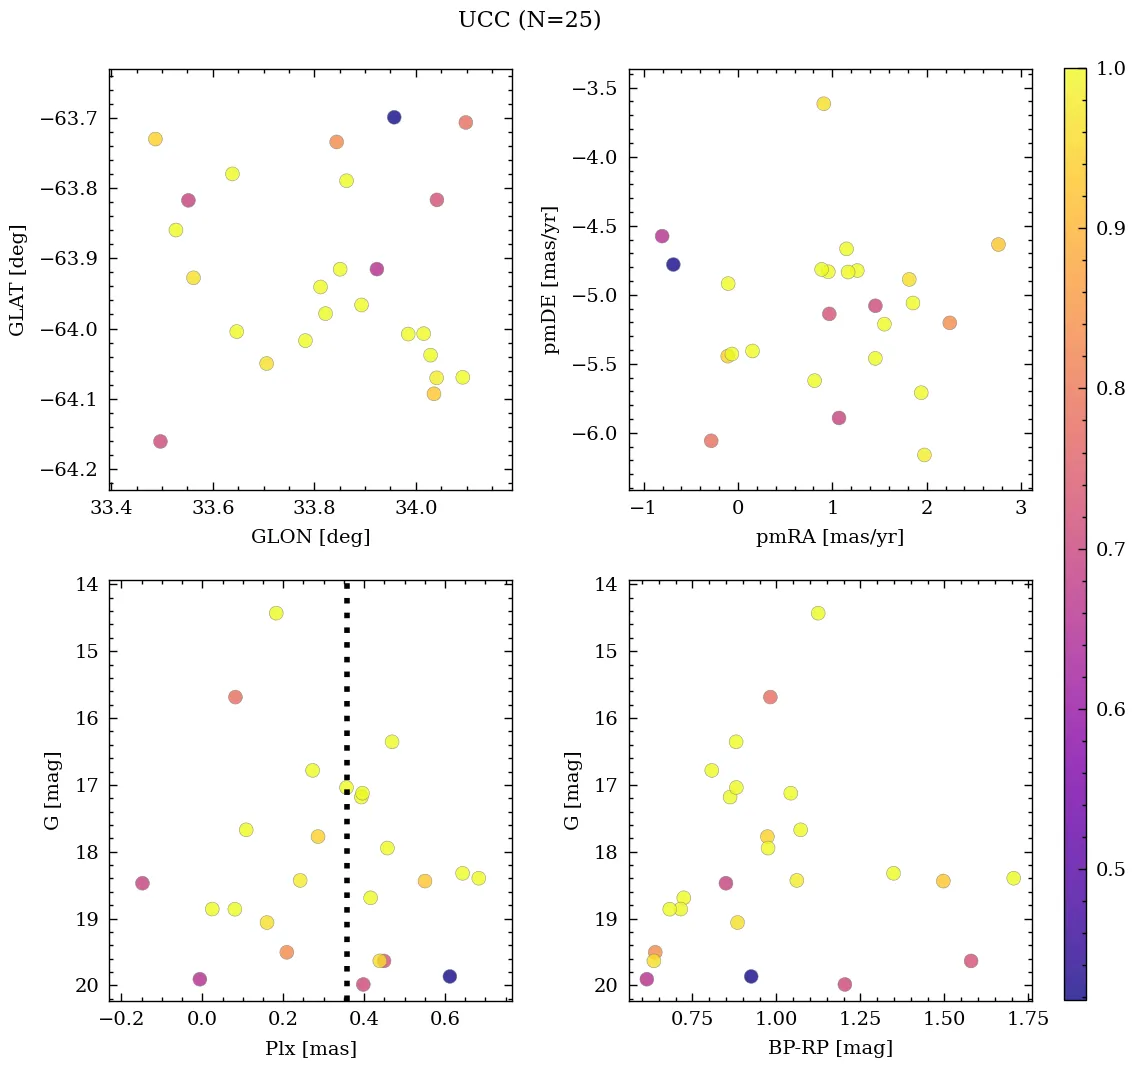 UCC (N=25)
−63.7
−63.8
−63.9
−64.0
−64.1
−64.2
GLAT [deg]
33.4 33.6 33.8 34.0
GLON [deg]
−3.5
−4.0
−4.5
−5.0
−5.5
−6.0
pmDE [mas/yr]
−1 0 1 2 3
pmRA [mas/yr]
14
15
16
17
18
19
20
G [mag]
−0.2 0.0 0.2 0.4 0.6
Plx [mas]
14
15
16
17
18
19
20
G [mag]
0.75 1.00 1.25 1.50 1.75
BP-RP [mag]
1.0
0.9
0.8
0.7
0.6
0.5